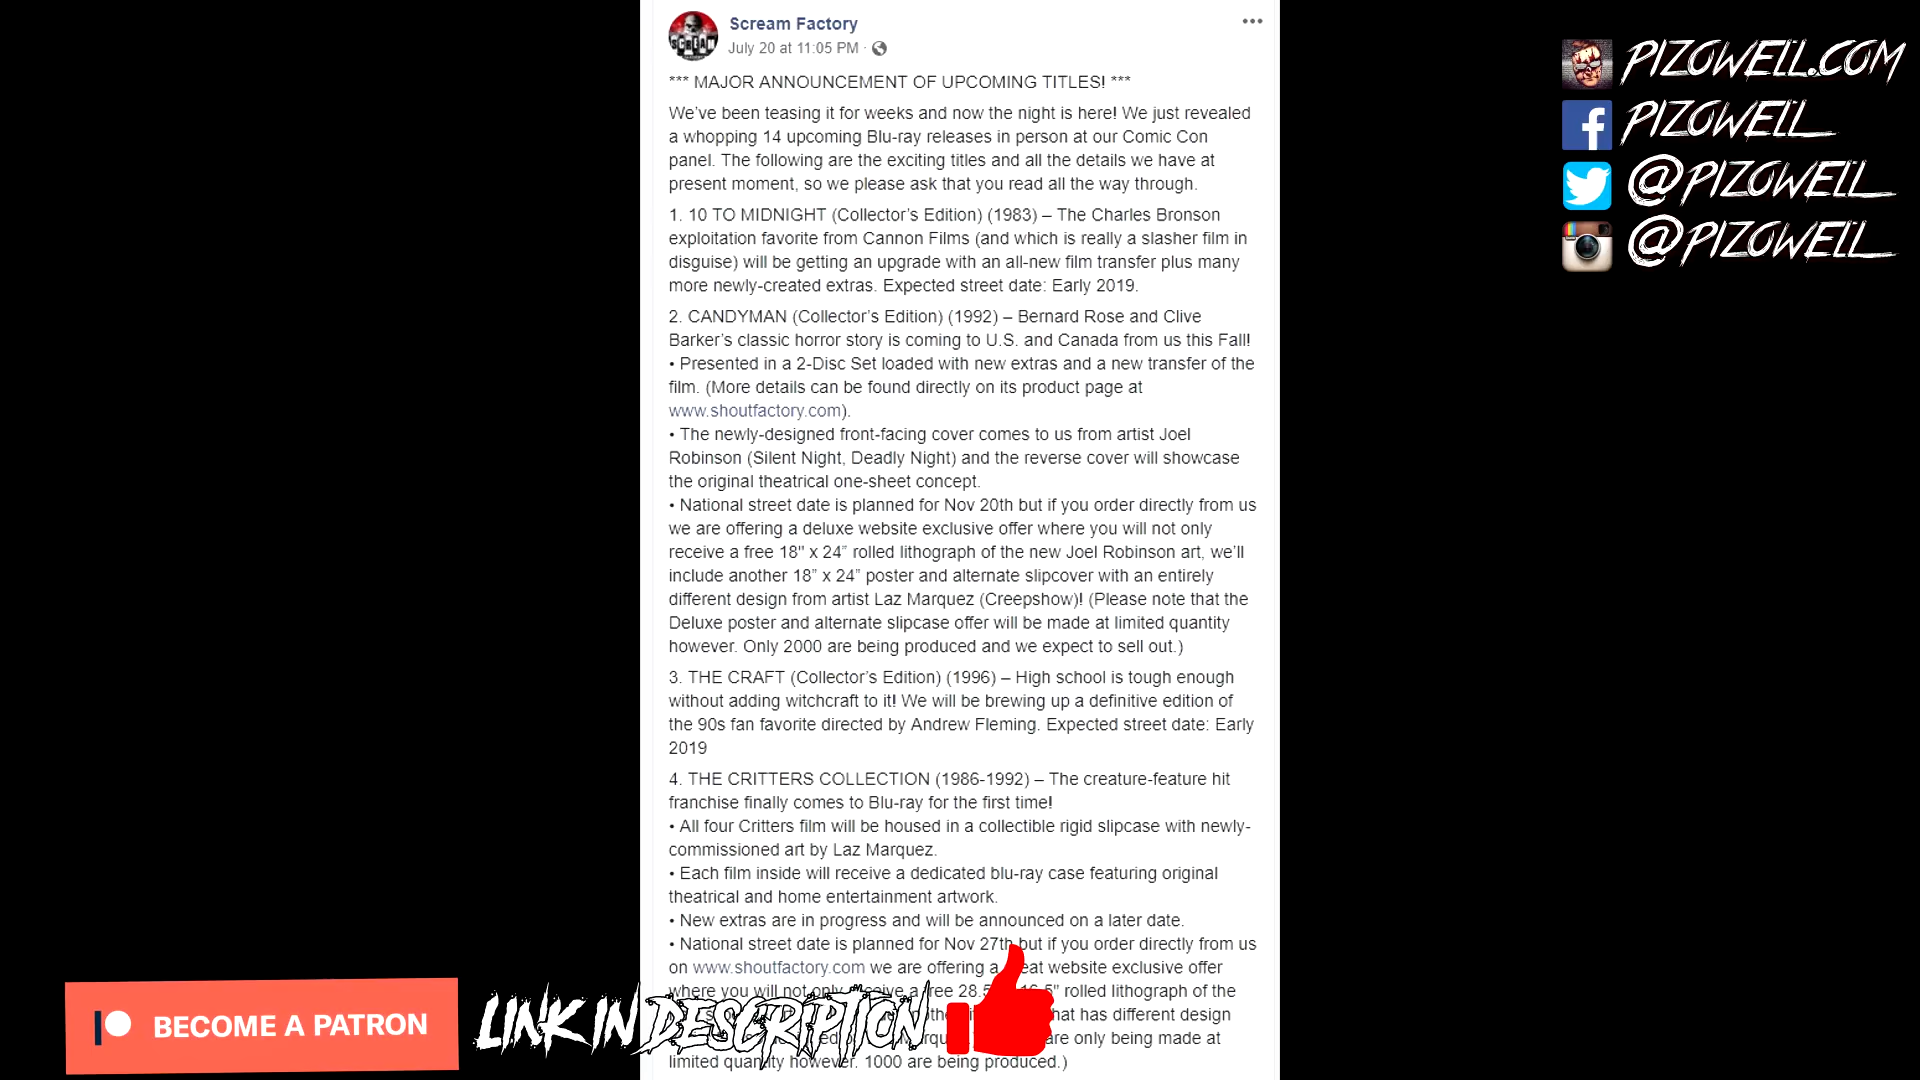 Scream Factory
July 20 at 11:05 PM ·
*** MAJOR ANNOUNCEMENT OF UPCOMING TITLES! ***
We've been teasing it for weeks and now the night is here! We just revealed
a whopping 14 upcoming Blu-ray releases in person at our Comic Con
panel. The following are the exciting titles and all the details we have at
present moment, so we please ask that you read all the way through.
1. 10 TO MIDNIGHT (Collector's Edition) (1983) – The Charles Bronson
exploitation favorite from Cannon Films (and which is really a slasher film in
disguise) will be getting an upgrade with an all-new film transfer plus many
more newly-created extras. Expected street date: Early 2019.
2. CANDYMAN (Collector's Edition) (1992) – Bernard Rose and Clive
Barker's classic horror story is coming to U.S. and Canada from us this Fall!
• Presented in a 2-Disc Set loaded with new extras and a new transfer of the
film. (More details can be found directly on its product page at
www.shoutfactory.com).
• The newly-designed front-facing cover comes to us from artist Joel
Robinson (Silent Night, Deadly Night) and the reverse cover will showcase
the original theatrical one-sheet concept.
• National street date is planned for Nov 20th but if you order directly from us
we are offering a deluxe website exclusive offer where you will not only
receive a free 18" x 24” rolled lithograph of the new Joel Robinson art, we'll
include another 18” x 24” poster and alternate slipcover with an entirely
different design from artist Laz Marquez (Creepshow)! (Please note that the
Deluxe poster and alternate slipcase offer will be made at limited quantity
however. Only 2000 are being produced and we expect to sell out.)
3. THE CRAFT (Collector's Edition) (1996) – High school is tough enough
without adding witchcraft to it! We will be brewing up a definitive edition of
the 90s fan favorite directed by Andrew Fleming. Expected street date: Early
2019
4. THE CRITTERS COLLECTION (1986-1992) – The creature-feature hit
franchise finally comes to Blu-ray for the first time!
• All four Critters film will be housed in a collectible rigid slipcase with newly-
commissioned art by Laz Marquez.
• Each film inside will receive a dedicated blu-ray case featuring original
theatrical and home entertainment artwork.
• New extras are in progress and will be announced on a later date.
• National street date is planned for Nov 27th but if you order directly from us
on www.shoutfactory.com we are offering a website exclusive offer
where you will not only a free rolled lithograph of the
that has different design
are only being made at
limited quantity however. 1000 are being produced.)
PIZOWELL.COM
PIZOWELL
@PIZOWELL
@PIZOWELL
BECOME A PATRON
LINK IN DESCRIPTION
SCREAM